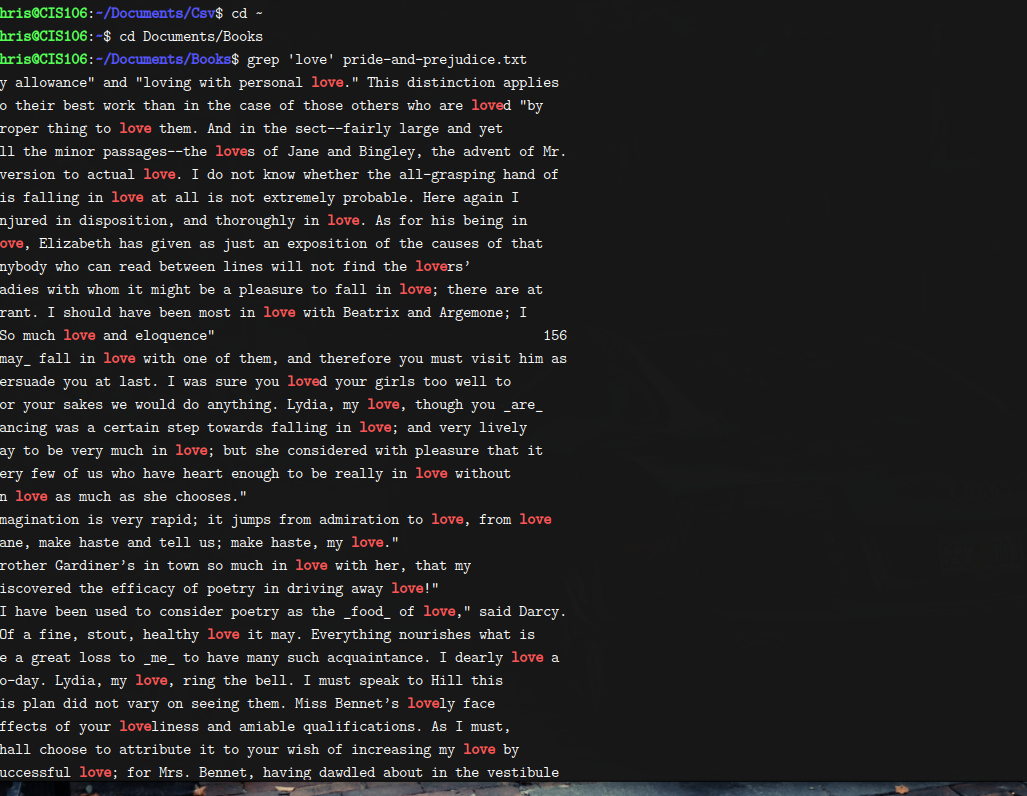 hris@CIS106:~/Documents/Csv$ cd ~
hris@CIS106:~$ cd Documents/Books
hris@CIS106:~/Documents/Books$ grep 'love' pride-and-prejudice.txt
y allowance" and "loving with personal love." This distinction applies
o their best work than in the case of those others who are loved "by
roper thing to love them. And in the sect--fairly large and yet
ll the minor passages--the loves of Jane and Bingley, the advent of Mr.
version to actual love. I do not know whether the all-grasping hand of
is falling in love at all is not extremely probable. Here again I
njured in disposition, and thoroughly in love. As for his being in
ove, Elizabeth has given as just an exposition of the causes of that
nybody who can read between lines will not find the lovers’
adies with whom it might be a pleasure to fall in love; there are at
rant. I should have been most in love with Beatrix and Argemone; I
So much love and eloquence" 156
may_ fall in love with one of them, and therefore you must visit him as
ersuade you at last. I was sure you loved your girls too well to
or your sakes we would do anything. Lydia, my love, though you _are_
ancing was a certain step towards falling in love; and very lively
ay to be very much in love; but she considered with pleasure that it
ery few of us who have heart enough to be really in love without
n love as much as she chooses."
magination is very rapid; it jumps from admiration to love, from love
ane, make haste and tell us; make haste, my love."
rother Gardiner’s in town so much in love with her, that my
iscovered the efficacy of poetry in driving away love!"
I have been used to consider poetry as the _food_ of love," said Darcy.
Of a fine, stout, healthy love it may. Everything nourishes what is
e a great loss to _me_ to have many such acquaintance. I dearly love a
o-day. Lydia, my love, ring the bell. I must speak to Hill this
is plan did not vary on seeing them. Miss Bennet’s lovely face
ffects of your loveliness and amiable qualifications. As I must,
hall choose to attribute it to your wish of increasing my love by
uccessful love; for Mrs. Bennet, having dawdled about in the vestibule